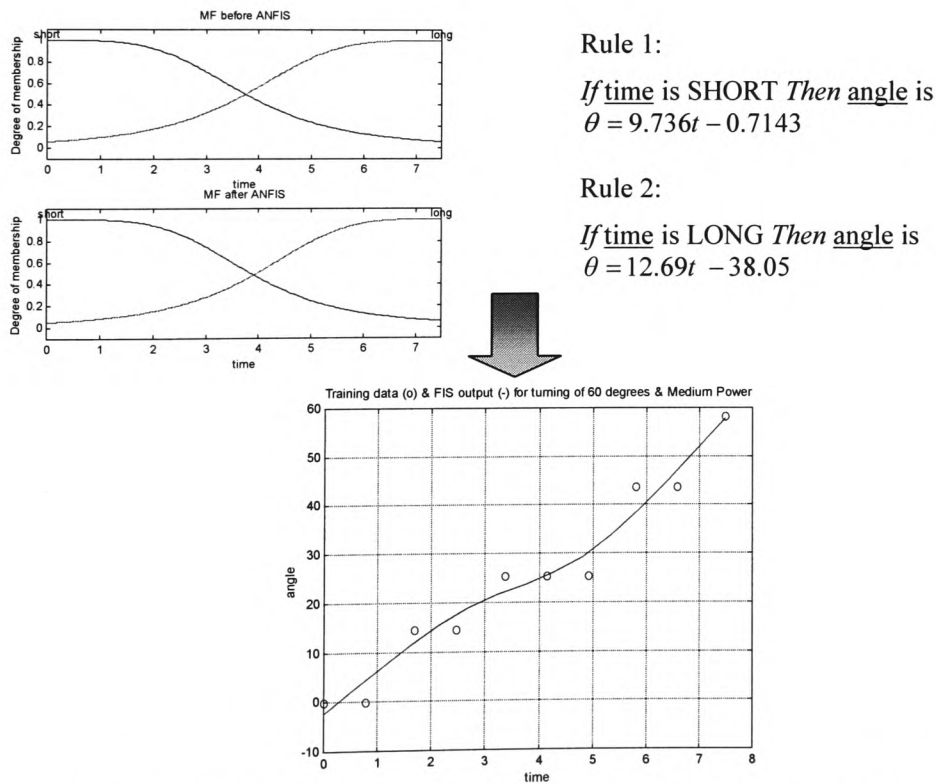 MF before ANFIS
short
long
1
0.8
0.6
0.4
0.2
0
Degree of membership
0 1 2 3 4 5 6 7
time
MF after ANFIS
short
long
1
0.8
0.6
0.4
0.2
0
Degree of membership
0 1 2 3 4 5 6 7
time
Rule 1:
If time is SHORT Then angle is
θ = 9.736t − 0.7143
Rule 2:
If time is LONG Then angle is
θ = 12.69t − 38.05
Training data (o) & FIS output (-) for turning of 60 degrees & Medium Power
60
50
40
30
20
10
0
-10
angle
0 1 2 3 4 5 6 7 8
time